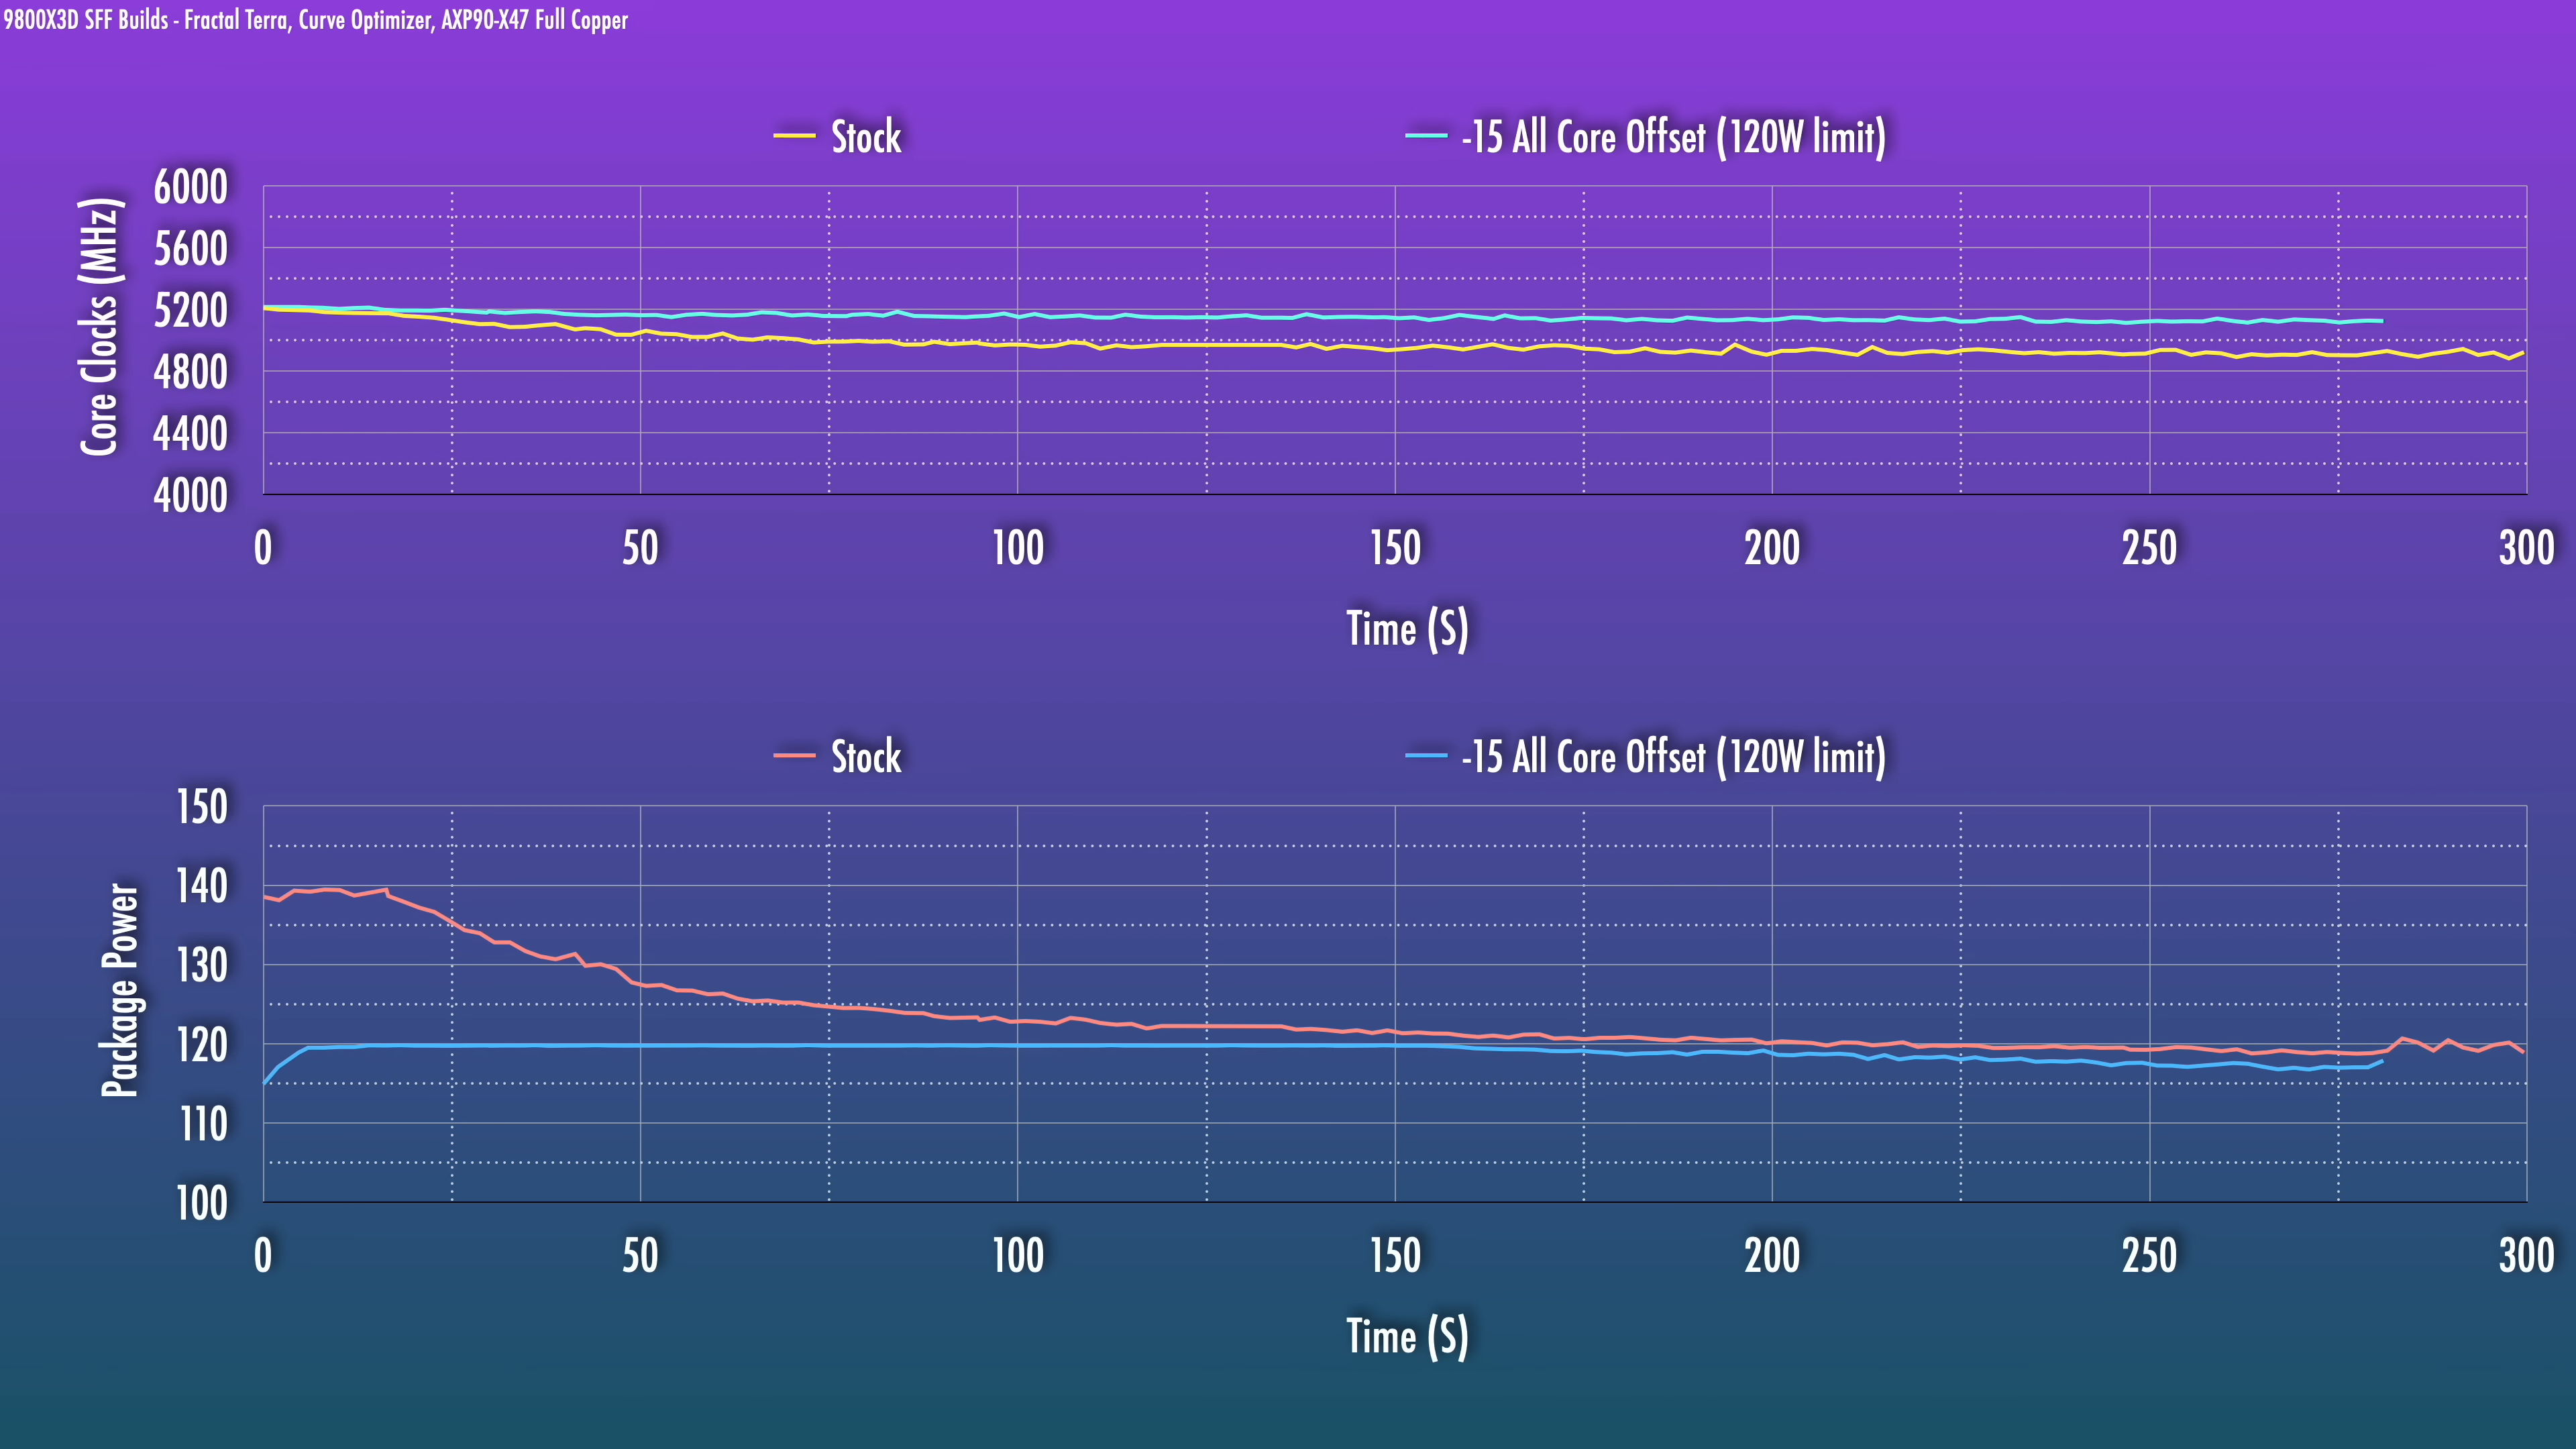 9800X3D SFF Builds - Fractal Terra, Curve Optimizer, AXP90-X47 Full Copper
Stock
-15 All Core Offset (120W limit)
Core Clocks (MHz)
6000
5600
5200
4800
4400
4000
0 50 100 150 200 250 300
Time (S)
Stock
-15 All Core Offset (120W limit)
Package Power
150
140
130
120
110
100
0 50 100 150 200 250 300
Time (S)